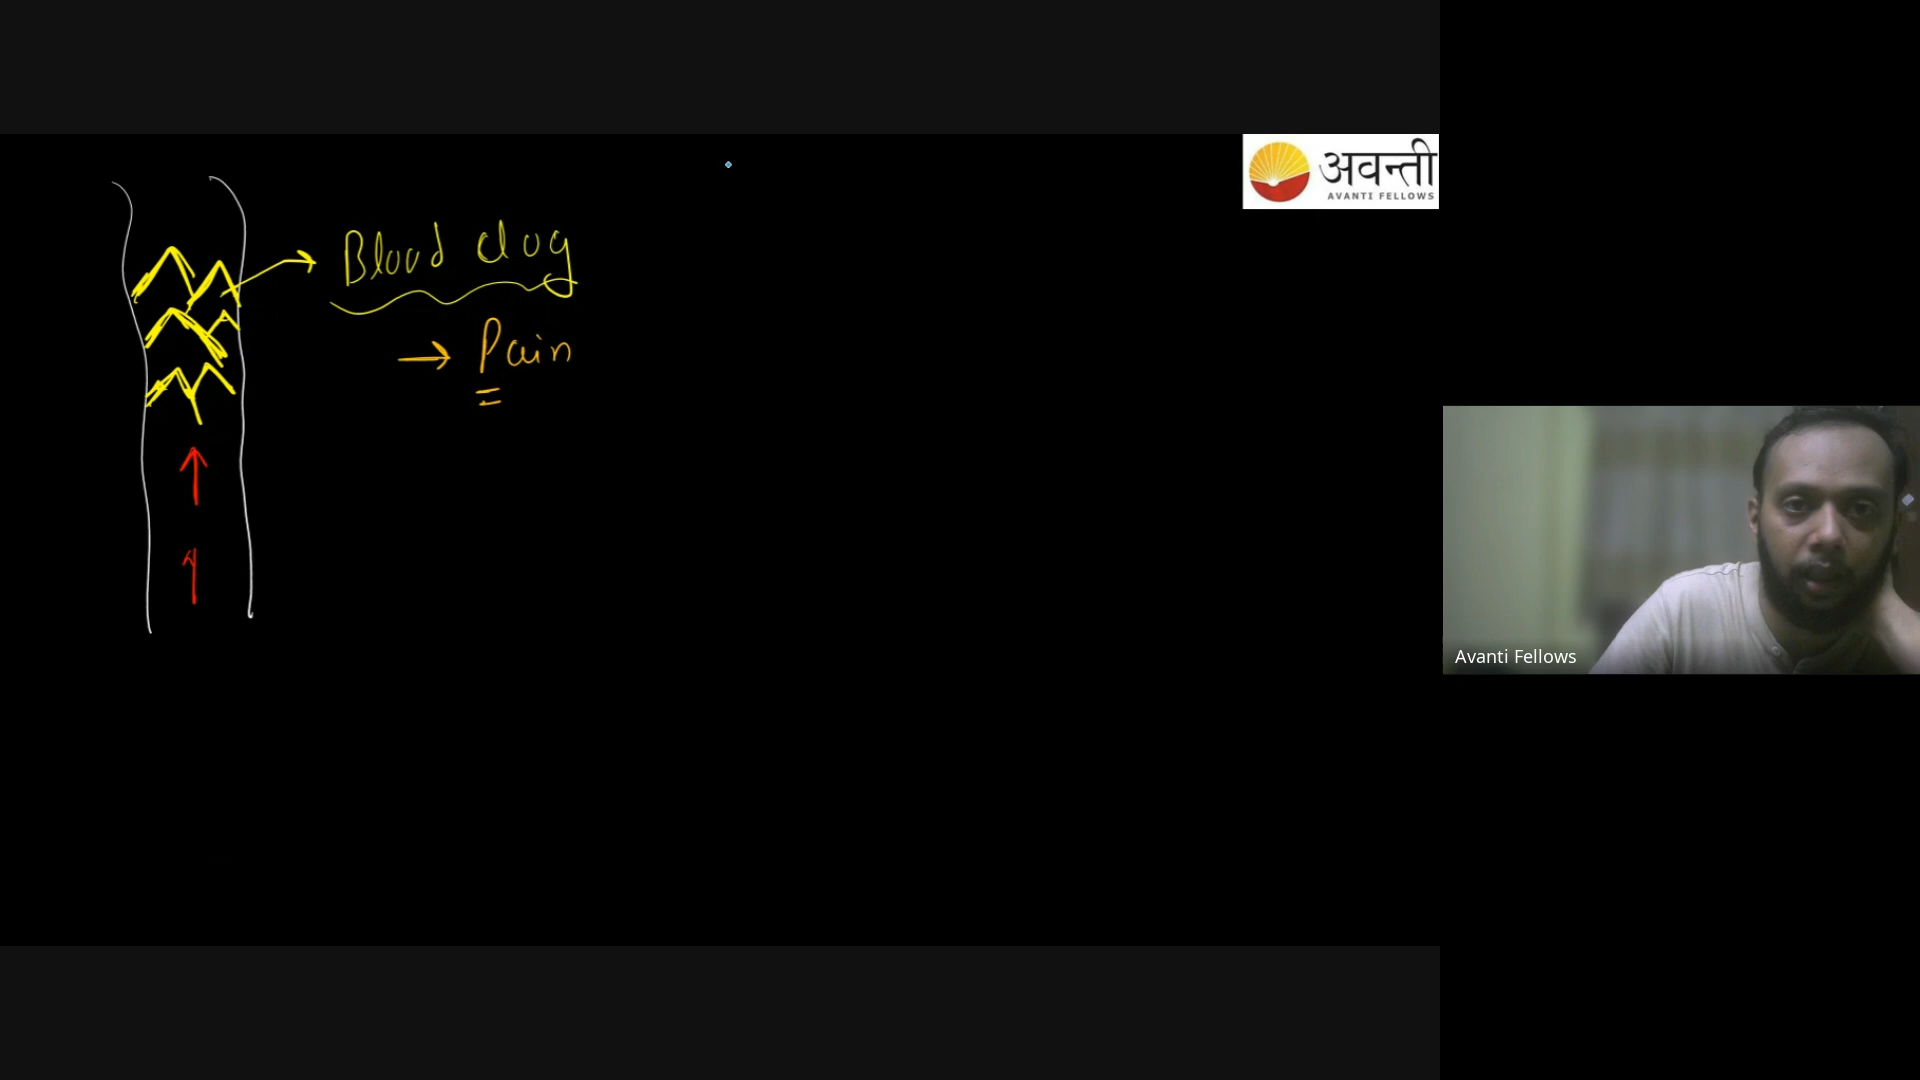 अवन्ती
AVANTI FELLOWS
Blood clog
→ Pain
Avanti Fellows